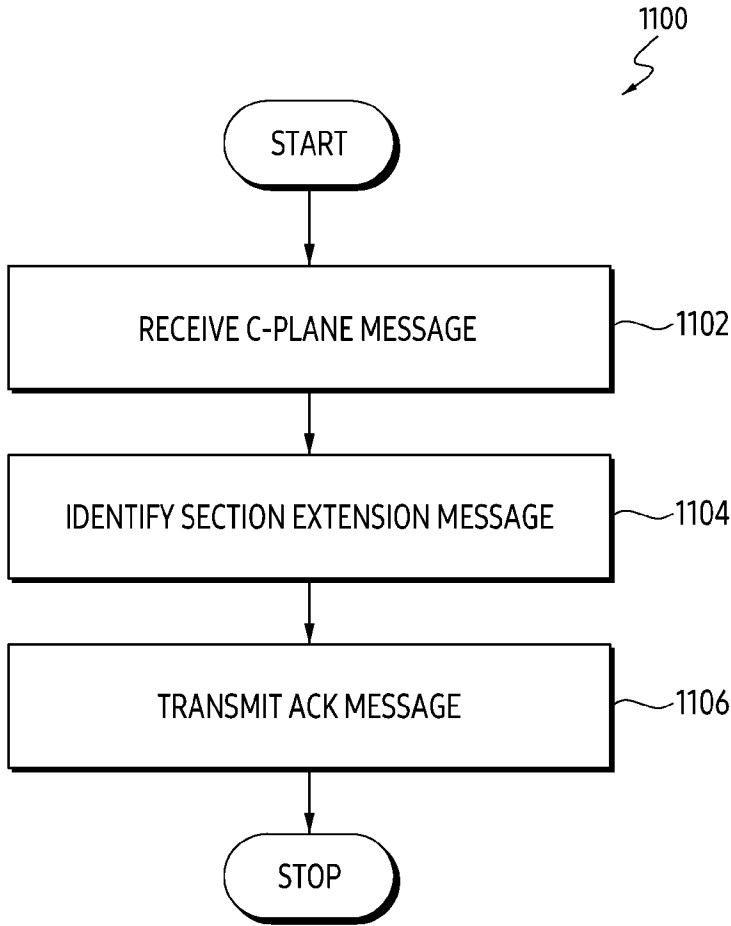 1100
START
RECEIVE C-PLANE MESSAGE
1102
IDENTIFY SECTION EXTENSION MESSAGE
1104
TRANSMIT ACK MESSAGE
1106
STOP